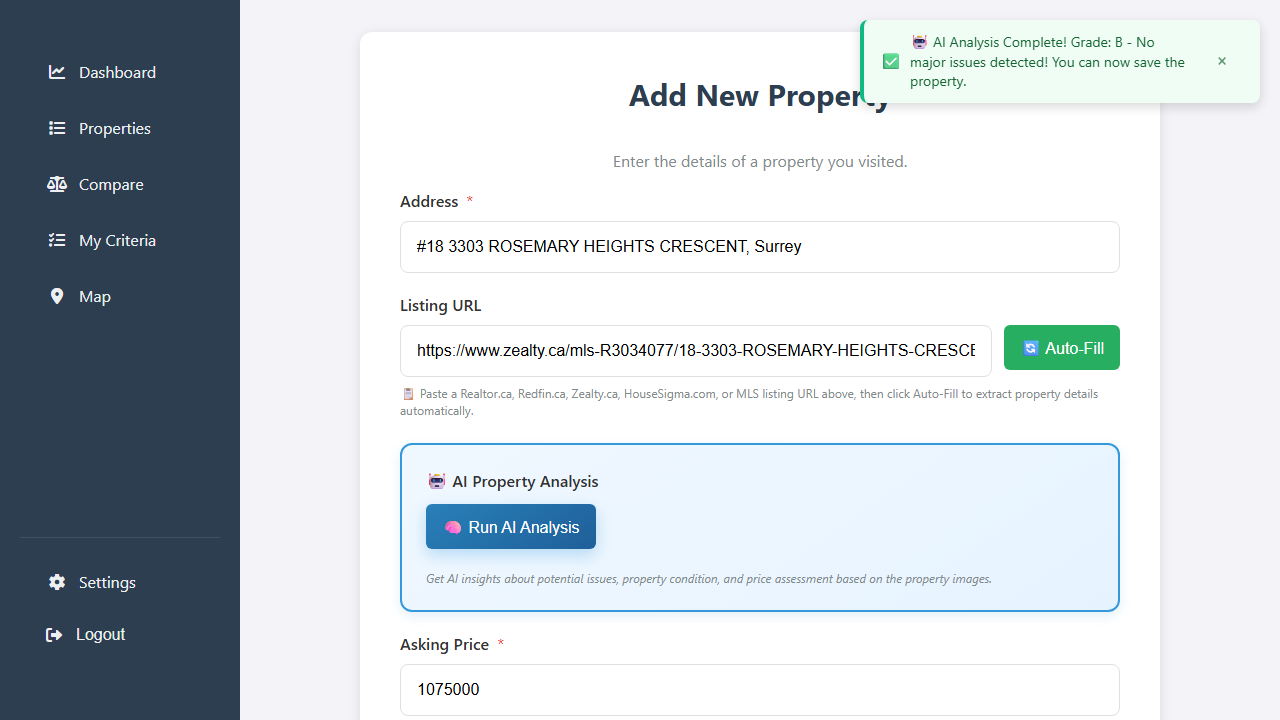 Dashboard
Properties
Compare
My Criteria
Map
Settings
Logout
AI Analysis Complete! Grade: B - No
major issues detected! You can now save the
property.
×
Add New Property
Enter the details of a property you visited.
Address *
#18 3303 ROSEMARY HEIGHTS CRESCENT, Surrey
Listing URL
https://www.zealty.ca/mls-R3034077/18-3303-ROSEMARY-HEIGHTS-CRESCE
Auto-Fill
Paste a Realtor.ca, Redfin.ca, Zealty.ca, HouseSigma.com, or MLS listing URL above, then click Auto-Fill to extract property details
automatically.
AI Property Analysis
Run AI Analysis
Get AI insights about potential issues, property condition, and price assessment based on the property images.
Asking Price *
1075000